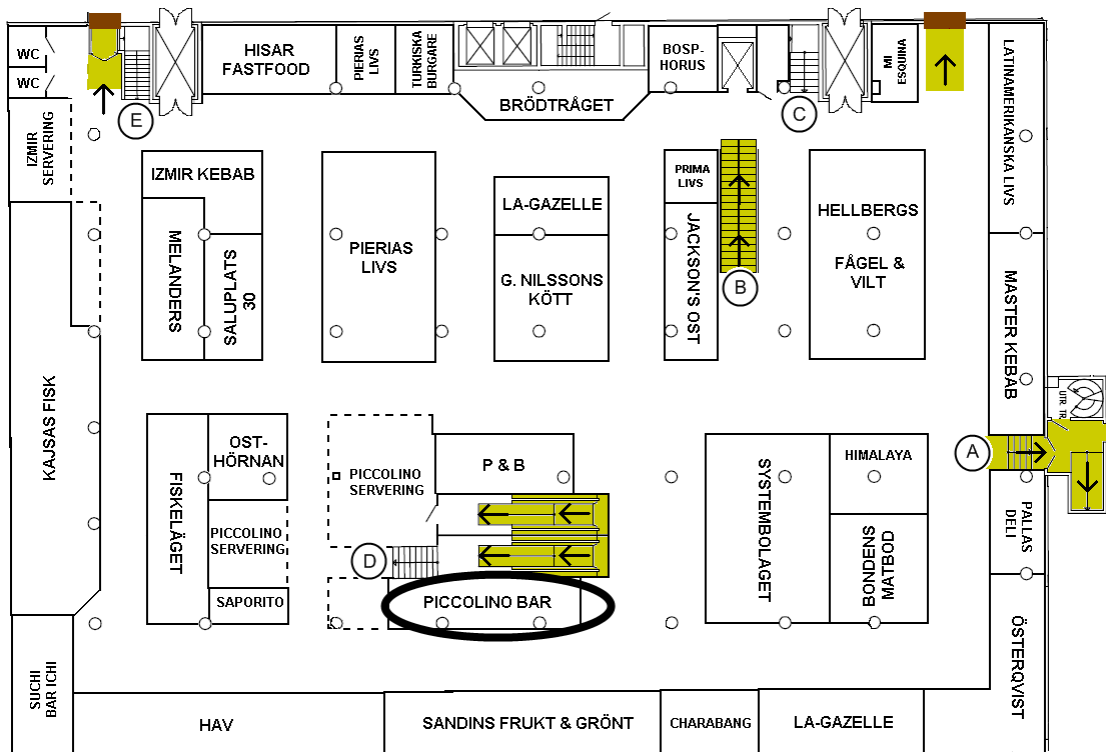 WC
WC
HISAR
FASTFOOD
PIERIAS
LIVS
TURKISKA
BURGARE
BRÖDTRÅGET
BOSP-
HORUS
MI
ESQUINA
LATINAMERIKANSKA LIVS
E
C
IZMIR
SERVERING
IZMIR KEBAB
MELANDERS
SALUPLATS
30
PIERIAS
LIVS
LA-GAZELLE
G. NILSSONS
KÖTT
PRIMA
LIVS
JACKSON'S OST
B
HELLBERGS
FÅGEL &
VILT
MASTER KEBAB
UTR. TR.
KAJSAS FISK
FISKELÄGET
OST-
HÖRNAN
PICCOLINO
SERVERING
SAPORITO
PICCOLINO
SERVERING
P & B
D
PICCOLINO BAR
SYSTEMBOLAGET
HIMALAYA
BONDENS
MATBOD
A
PALLAS
DELI
ÖSTERQVIST
SUCHI
BAR ICHI
HAV
SANDINS FRUKT & GRÖNT
CHARABANG
LA-GAZELLE